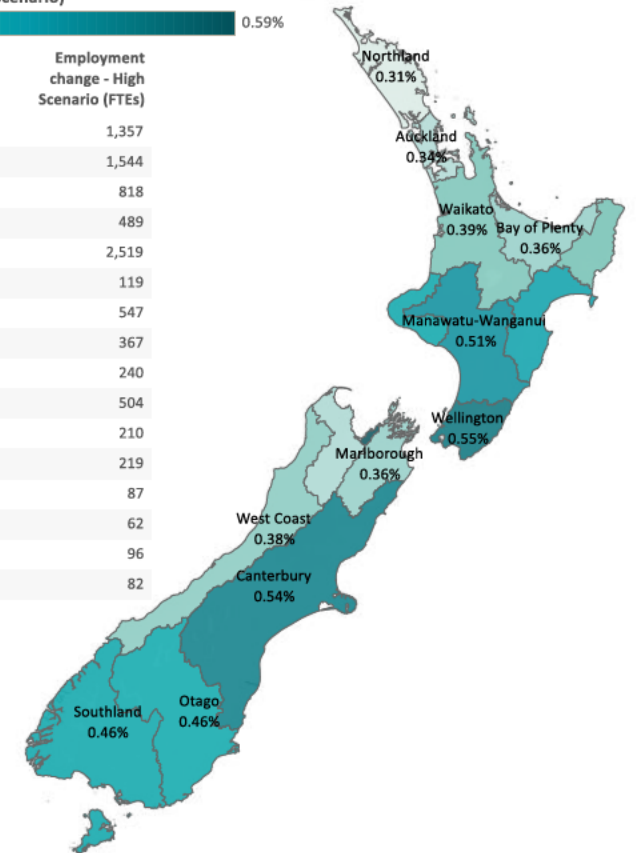 0.59%
Employment
change - High
Scenario (FTEs)
1,357
1,544
818
489
2,519
119
547
367
240
504
210
219
87
62
96
82
Northland
0.31%
Auckland
0.34%
Waikato
0.39%
Bay of Plenty
0.36%
Manawatu-Wanganui
0.51%
Wellington
0.55%
Marlborough
0.36%
West Coast
0.38%
Canterbury
0.54%
Otago
0.46%
Southland
0.46%